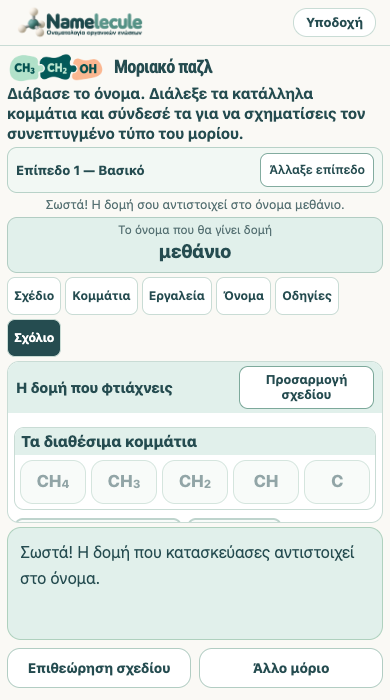 Namelecule
Ονοματολογία οργανικών ενώσεων
Υποδοχή
CH₃ CH₂ OH
Μοριακό παζλ
Διάβασε το όνομα. Διάλεξε τα κατάλληλα
κομμάτια και σύνδεσέ τα για να σχηματίσεις τον
συνεπτυγμένο τύπο του μορίου.
Επίπεδο 1 — Βασικό
Άλλαξε επίπεδο
Σωστά! Η δομή σου αντιστοιχεί στο όνομα μεθάνιο.
Το όνομα που θα γίνει δομή
μεθάνιο
Σχέδιο
Κομμάτια
Εργαλεία
Όνομα
Οδηγίες
Σχόλιο
Η δομή που φτιάχνεις
Προσαρμογή
σχεδίου
Τα διαθέσιμα κομμάτια
CH₄
CH₃
CH₂
CH
C
Σωστά! Η δομή που κατασκεύασες αντιστοιχεί
στο όνομα.
Επιθεώρηση σχεδίου
Άλλο μόριο